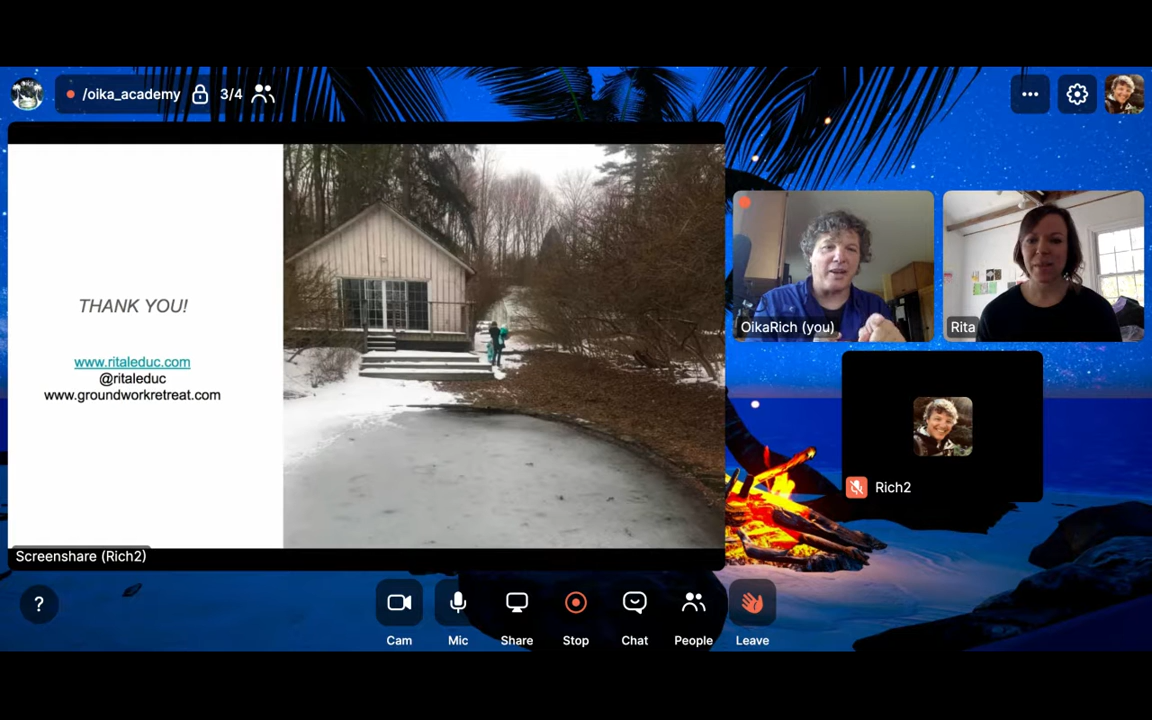 /oika_academy 3/4
THANK YOU!
www.ritaleduc.com
@ritaleduc
www.groundworkretreat.com
Screenshare (Rich2)
OikaRich (you)
Rita
Rich2
?
Cam Mic Share Stop Chat People Leave